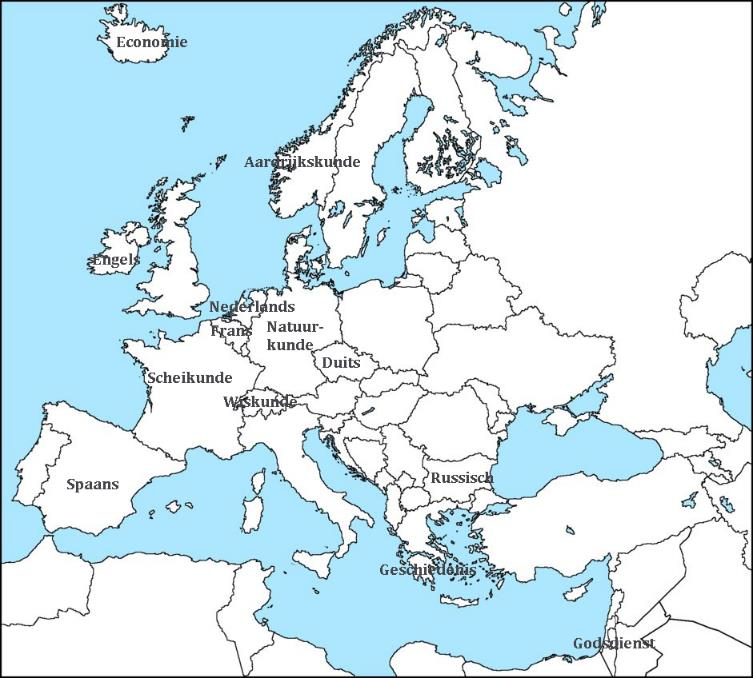 Economie
Aardrijkskunde
Engels
Nederlands
Frans
Natuur-
kunde
Duits
Scheikunde
Wiskunde
Spaans
Russisch
Geschiedenis
Godsdienst